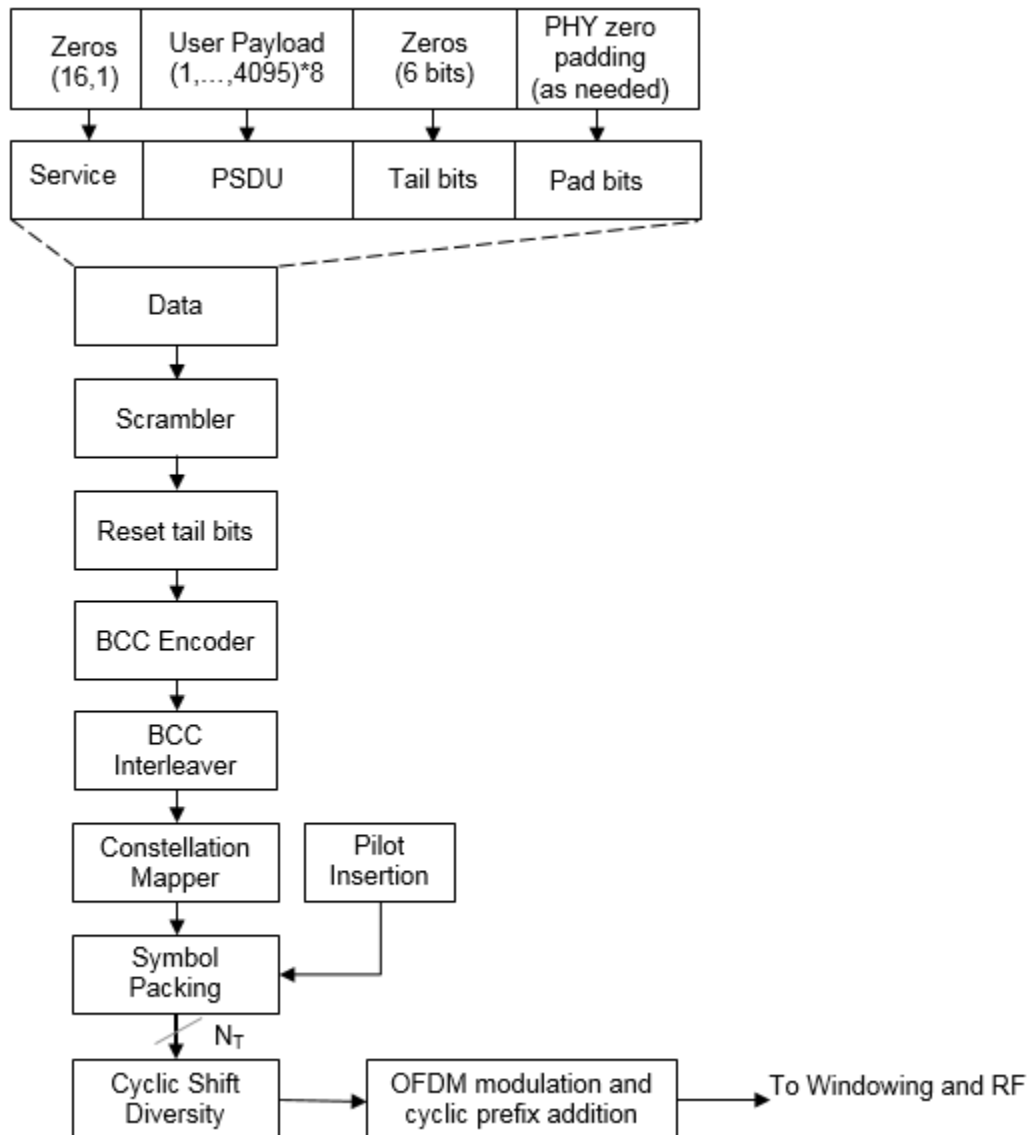 Zeros
(16,1)
User Payload
(1,...,4095)*8
Zeros
(6 bits)
PHY zero
padding
(as needed)
Service
PSDU
Tail bits
Pad bits
Data
Scrambler
Reset tail bits
BCC Encoder
BCC
Interleaver
Constellation
Mapper
Pilot
Insertion
Symbol
Packing
N_T
Cyclic Shift
Diversity
OFDM modulation and
cyclic prefix addition
To Windowing and RF